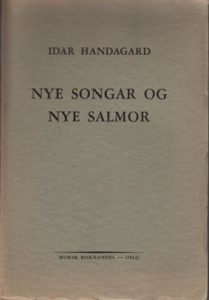 IDAR HANDAGARD
NYE SONGAR OG
NYE SALMOR
NORSK BOKHANDEL — OSLO